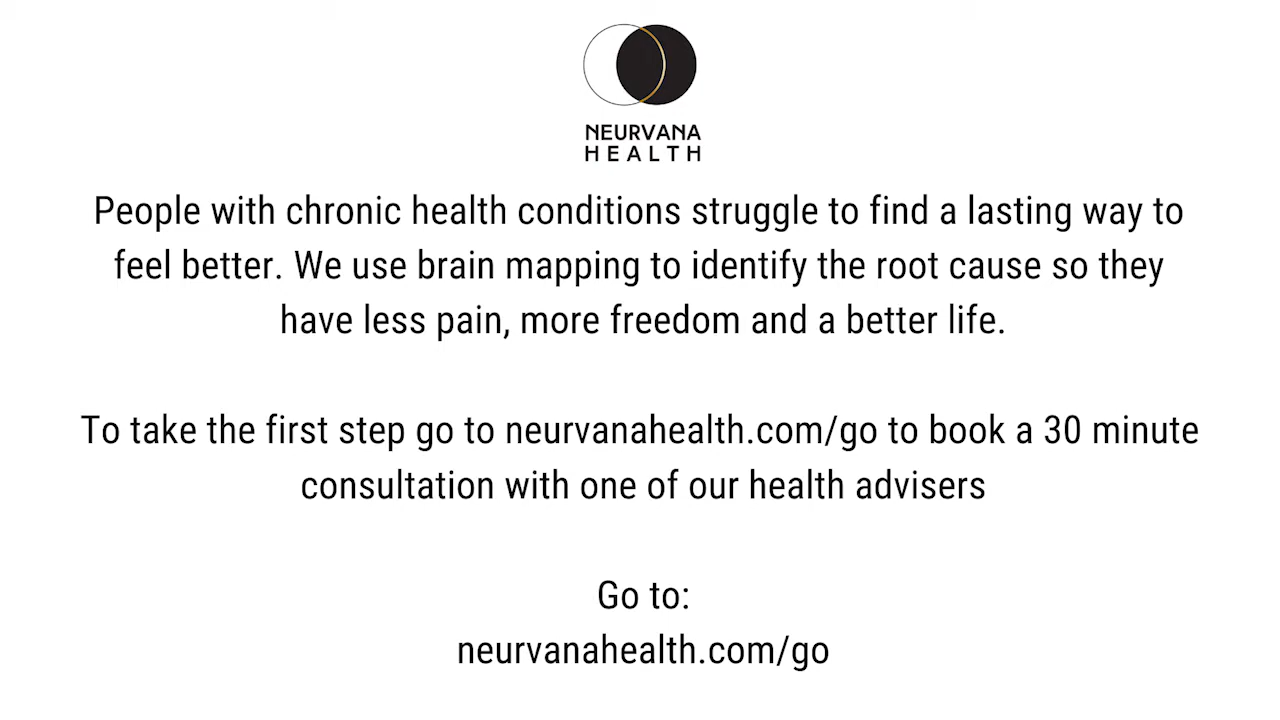 NEURVANA
HEALTH
People with chronic health conditions struggle to find a lasting way to
feel better. We use brain mapping to identify the root cause so they
have less pain, more freedom and a better life.
To take the first step go to neurvanahealth.com/go to book a 30 minute
consultation with one of our health advisers
Go to:
neurvanahealth.com/go